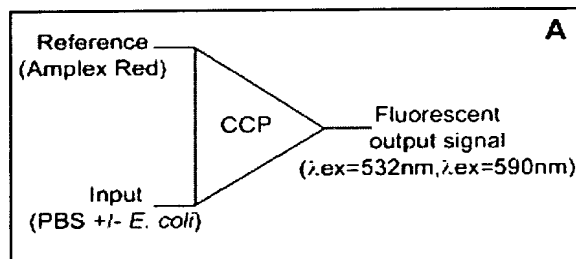 A
Reference
(Amplex Red)
CCP
Fluorescent
output signal
(λex=532nm,λex=590nm)
Input
(PBS +/- E. coli)